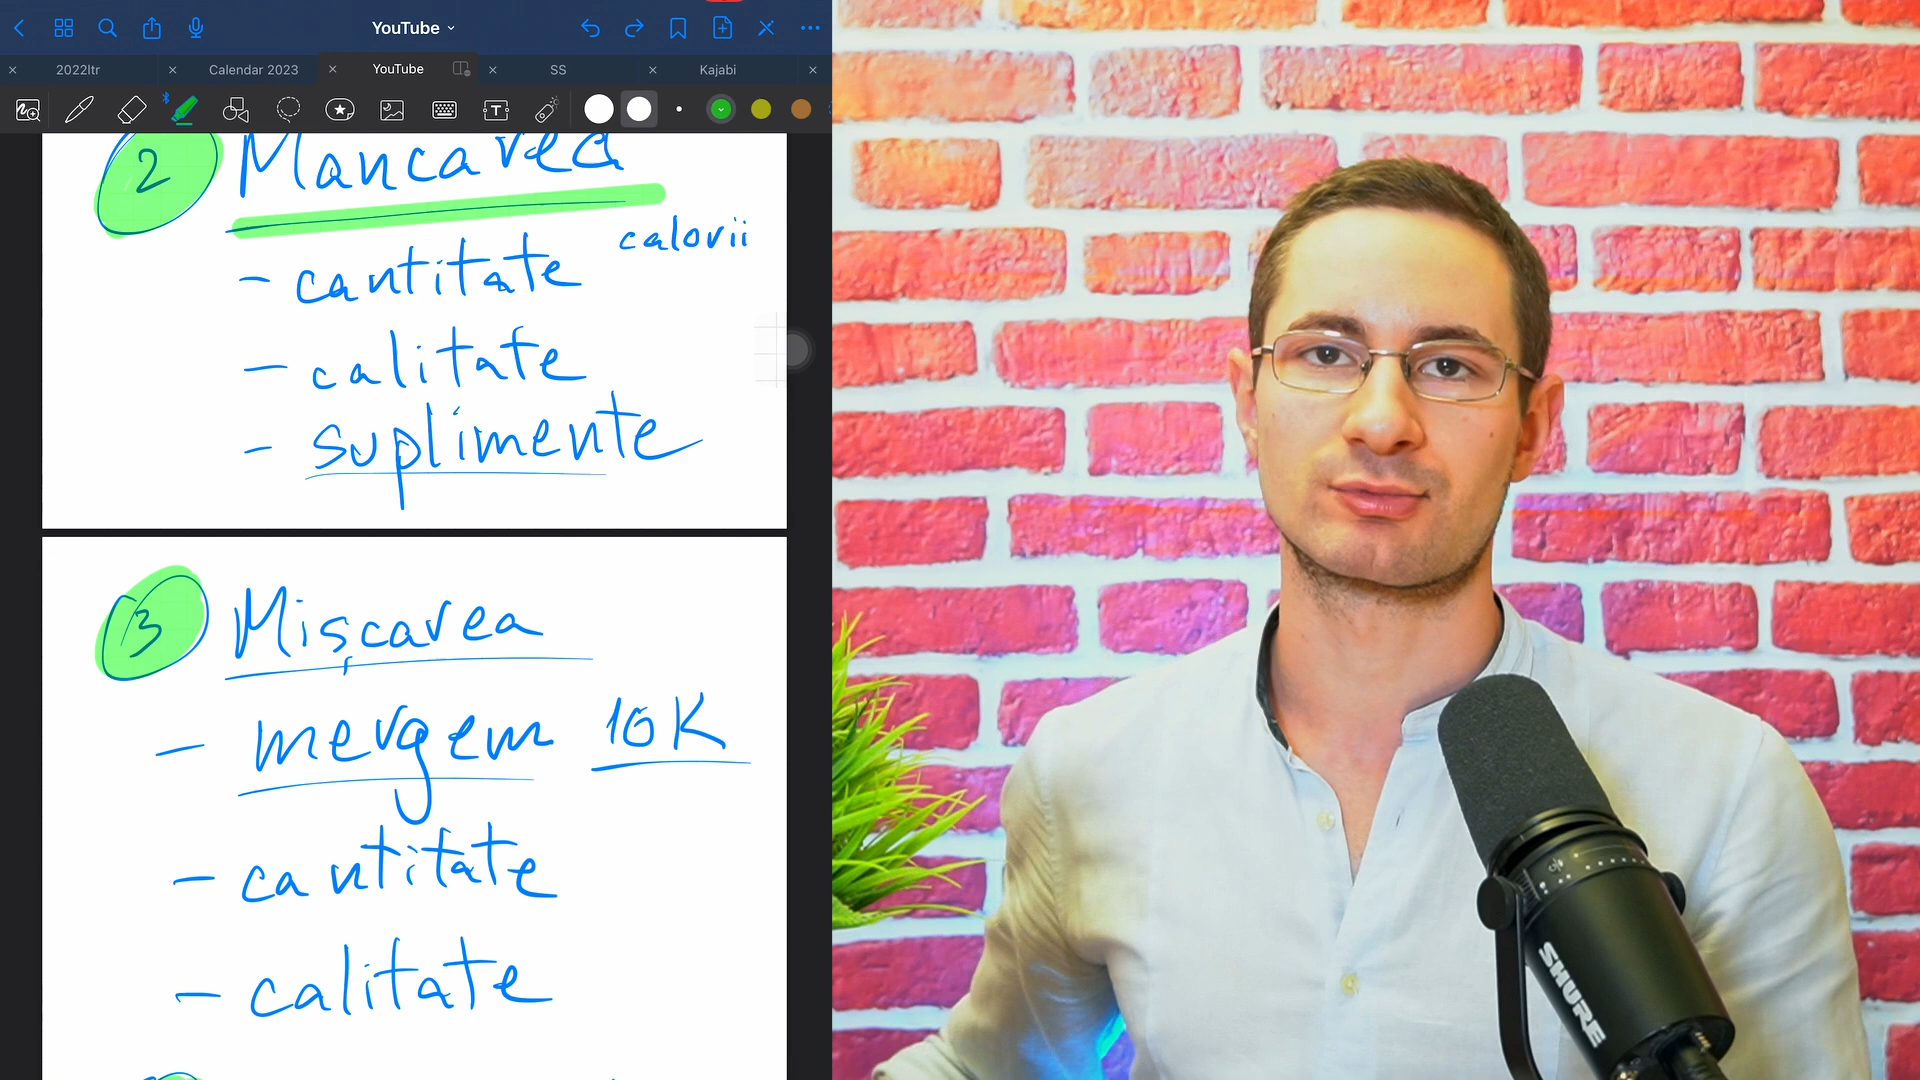 YouTube
2022ltr
Calendar 2023
YouTube
SS
Kajabi
2 Mancarea
calorii
- cantitate
- calitate
- suplimente
3 Mișcarea
- mergem 10K
- cantitate
- calitate
SHURE